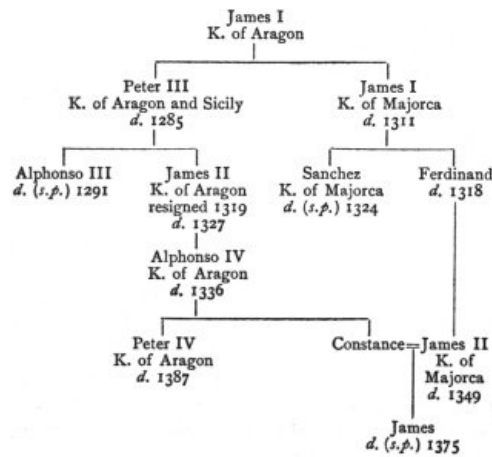 James I
K. of Aragon
Peter III
K. of Aragon and Sicily
d. 1285
James I
K. of Majorca
d. 1311
Alphonso III
d. (s.p.) 1291
James II
K. of Aragon
resigned 1319
d. 1327
Sanchez
K. of Majorca
d. (s.p.) 1324
Ferdinand
d. 1318
Alphonso IV
K. of Aragon
d. 1336
Peter IV
K. of Aragon
d. 1387
Constance=James II
K. of
Majorca
d. 1349
James
d. (s.p.) 1375